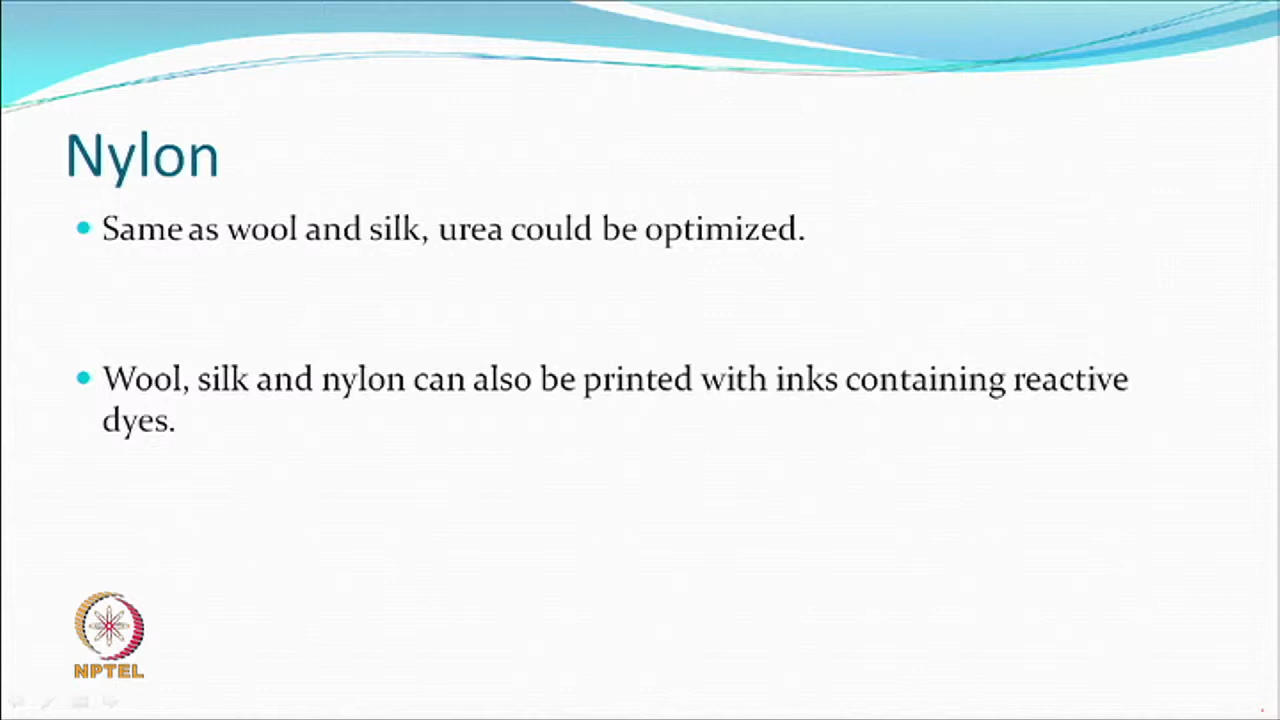 Nylon
Same as wool and silk, urea could be optimized.
Wool, silk and nylon can also be printed with inks containing reactive
dyes.
NPTEL